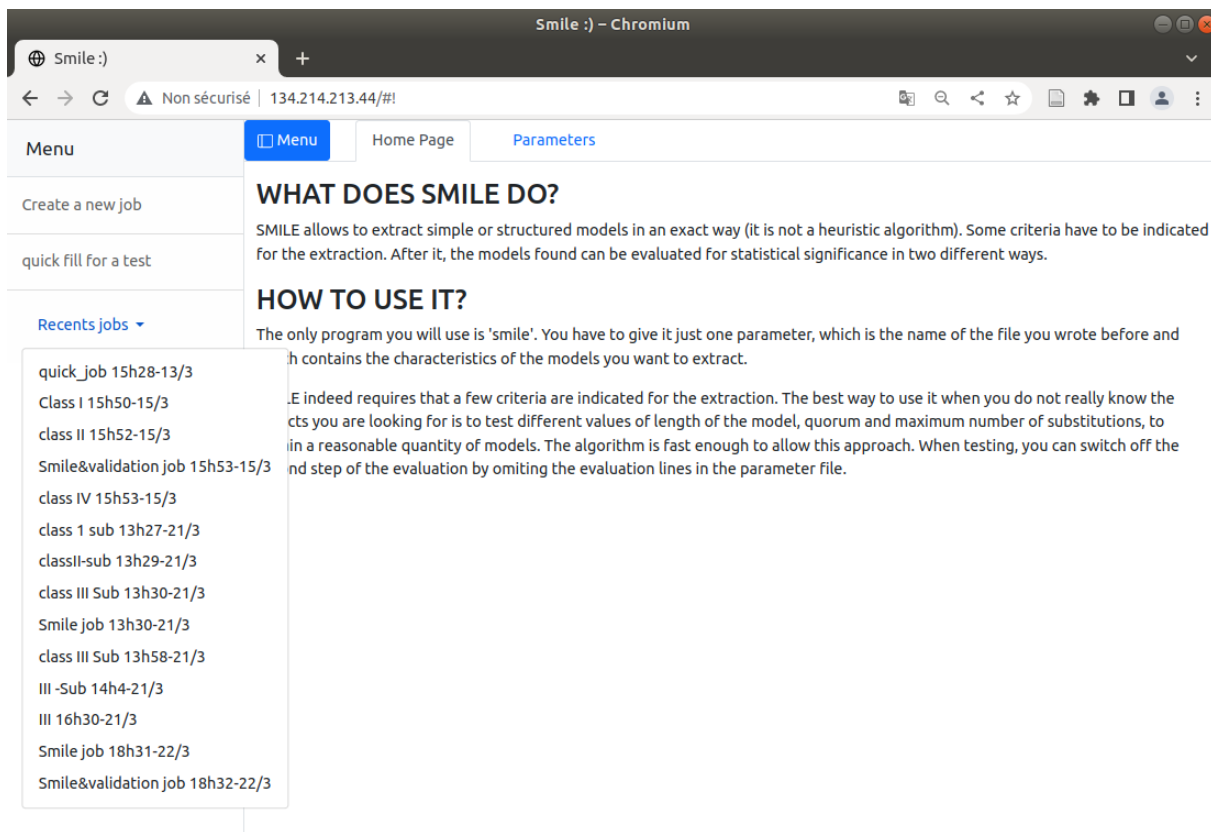 Smile :) – Chromium
Smile :)
Non sécurisé | 134.214.213.44/#!
Menu
Menu
Home Page
Parameters
Create a new job
quick fill for a test
Recents jobs
quick_job 15h28-13/3
Class I 15h50-15/3
class II 15h52-15/3
Smile&validation job 15h53-15/3
class IV 15h53-15/3
class 1 sub 13h27-21/3
classII-sub 13h29-21/3
class III Sub 13h30-21/3
Smile job 13h30-21/3
class III Sub 13h58-21/3
III -Sub 14h4-21/3
III 16h30-21/3
Smile job 18h31-22/3
Smile&validation job 18h32-22/3
WHAT DOES SMILE DO?
SMILE allows to extract simple or structured models in an exact way (it is not a heuristic algorithm). Some criteria have to be indicated
for the extraction. After it, the models found can be evaluated for statistical significance in two different ways.
HOW TO USE IT?
The only program you will use is 'smile'. You have to give it just one parameter, which is the name of the file you wrote before and
contains the characteristics of the models you want to extract.
indeed requires that a few criteria are indicated for the extraction. The best way to use it when you do not really know the
you are looking for is to test different values of length of the model, quorum and maximum number of substitutions, to
a reasonable quantity of models. The algorithm is fast enough to allow this approach. When testing, you can switch off the
step of the evaluation by omiting the evaluation lines in the parameter file.